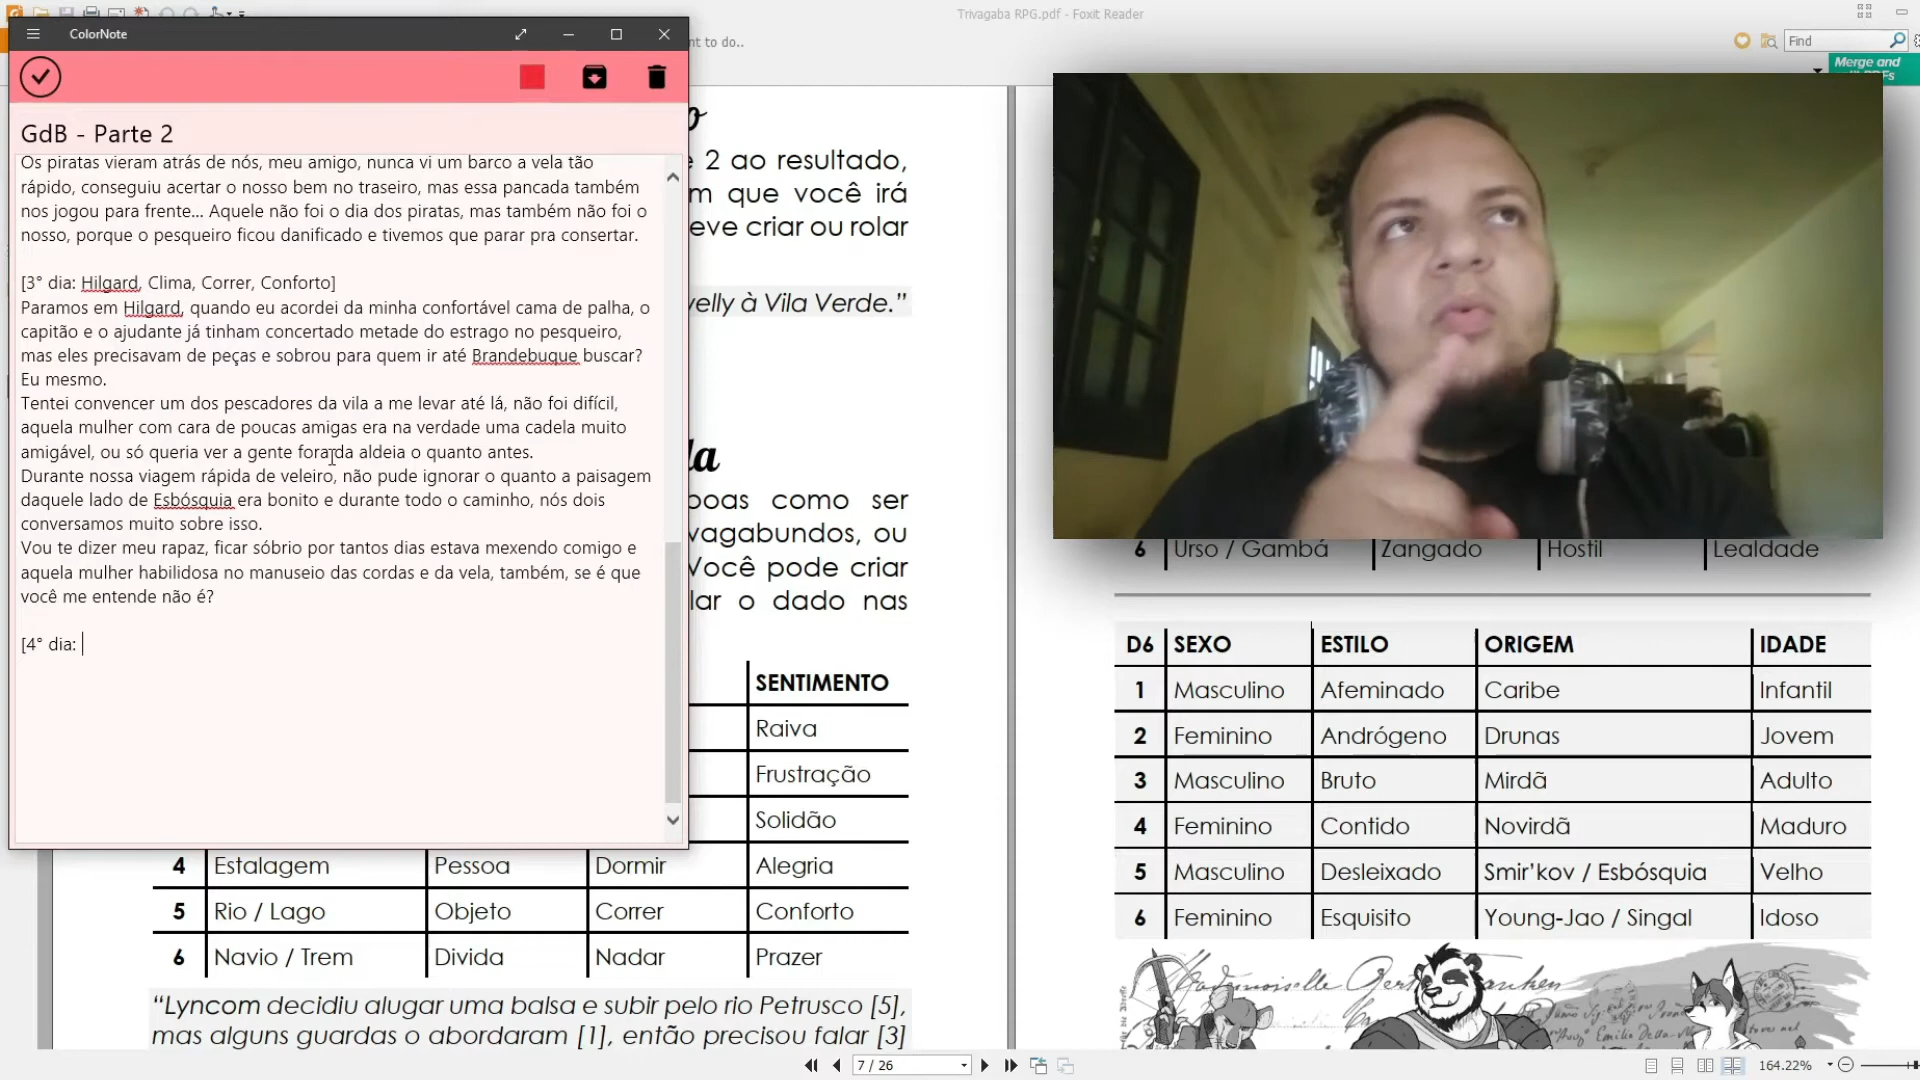 Trivagaba RPG.pdf - Foxit Reader
ColorNote
nt to do..
Find
Merge and
GdB - Parte 2
Os piratas vieram atrás de nós, meu amigo, nunca vi um barco a vela tão
rápido, conseguiu acertar o nosso bem no traseiro, mas essa pancada também
nos jogou para frente... Aquele não foi o dia dos piratas, mas também não foi o
nosso, porque o pesqueiro ficou danificado e tivemos que parar pra consertar.
[3° dia: Hilgard, Clima, Correr, Conforto]
Paramos em Hilgard, quando eu acordei da minha confortável cama de palha, o
capitão e o ajudante já tinham concertado metade do estrago no pesqueiro,
mas eles precisavam de peças e sobrou para quem ir até Brandebuque buscar?
Eu mesmo.
Tentei convencer um dos pescadores da vila a me levar até lá, não foi difícil,
aquela mulher com cara de poucas amigas era na verdade uma cadela muito
amigável, ou só queria ver a gente fora da aldeia o quanto antes.
Durante nossa viagem rápida de veleiro, não pude ignorar o quanto a paisagem
daquele lado de Esbósquia era bonito e durante todo o caminho, nós dois
conversamos muito sobre isso.
Vou te dizer meu rapaz, ficar sóbrio por tantos dias estava mexendo comigo e
aquela mulher habilidosa no manuseio das cordas e da vela, também, se é que
você me entende não é?
[4° dia:
o
e 2 ao resultado,
m que você irá
eve criar ou rolar
velly à Vila Verde.”
la
boas como ser
vagabundos, ou
Você pode criar
lar o dado nas
SENTIMENTO
Raiva
Frustração
Solidão
4 Estalagem Pessoa Dormir Alegria
5 Rio / Lago Objeto Correr Conforto
6 Navio / Trem Divida Nadar Prazer
“Lyncom decidiu alugar uma balsa e subir pelo rio Petrusco [5],
mas alguns guardas o abordaram [1], então precisou falar [3]
6 Urso / Gambá Zangado Hostil Lealdade
D6 SEXO ESTILO ORIGEM IDADE
1 Masculino Afeminado Caribe Infantil
2 Feminino Andrógeno Drunas Jovem
3 Masculino Bruto Mirdã Adulto
4 Feminino Contido Novirdã Maduro
5 Masculino Desleixado Smir’kov / Esbósquia Velho
6 Feminino Esquisito Young-Jao / Singal Idoso
7 / 26
164.22%